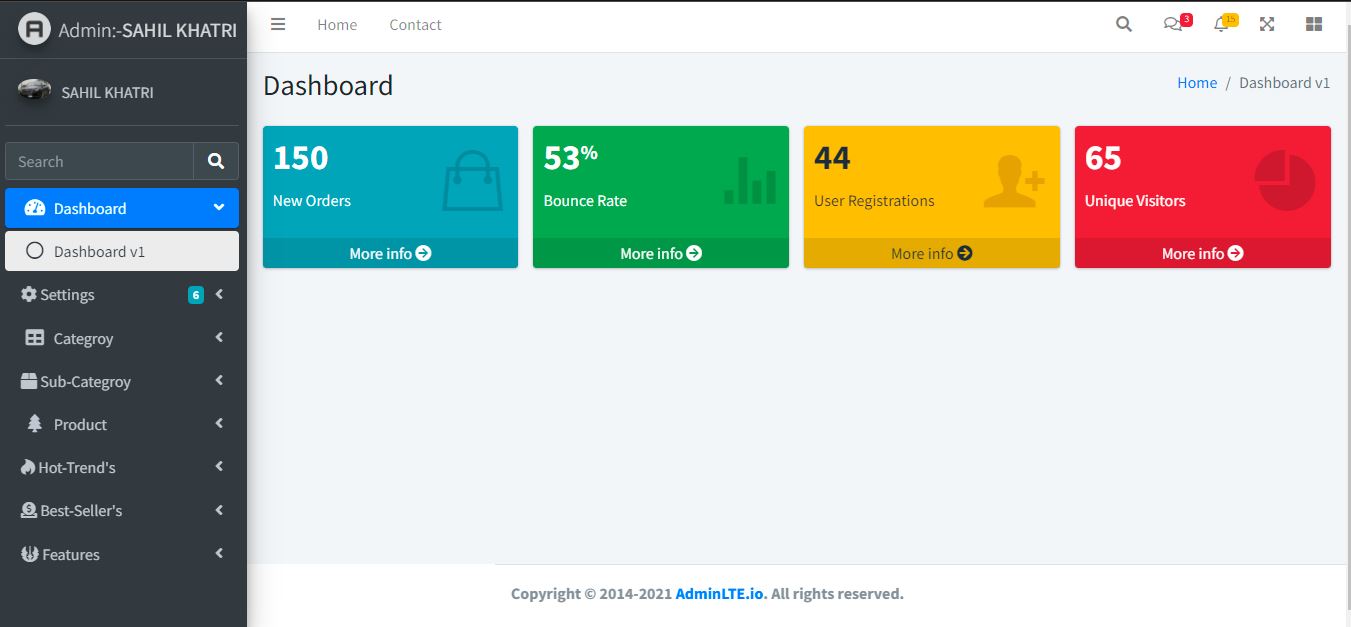 Admin:-SAHIL KHATRI
Home
Contact
3
15
SAHIL KHATRI
Search
Dashboard
Dashboard v1
Settings
6
Categroy
Sub-Categroy
Product
Hot-Trend's
Best-Seller's
Features
Dashboard
Home / Dashboard v1
150
New Orders
More info
53%
Bounce Rate
More info
44
User Registrations
More info
65
Unique Visitors
More info
Copyright © 2014-2021 AdminLTE.io. All rights reserved.